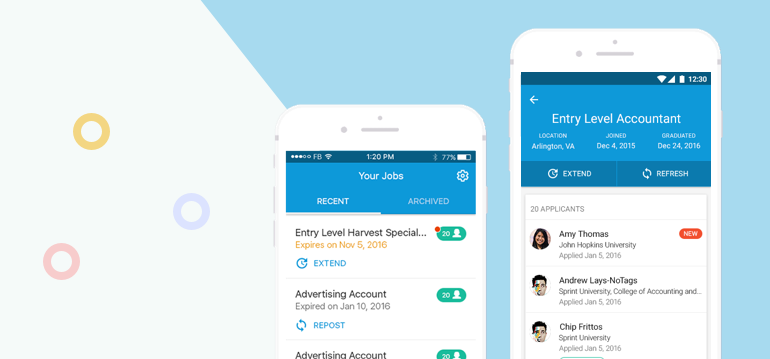 FB
1:20 PM
77%
Your Jobs
RECENT
ARCHIVED
Entry Level Harvest Special...
20
Expires on Nov 5, 2016
EXTEND
Advertising Account
20
Expired on Jan 10, 2016
REPOST
Advertising Account
20
12:30
Entry Level Accountant
LOCATION
JOINED
GRADUATED
Arlington, VA
Dec 4, 2015
Dec 24, 2016
EXTEND
REFRESH
20 APPLICANTS
Amy Thomas
NEW
John Hopkins University
Applied Jan 5, 2016
Andrew Lays-NoTags
Sprint University, College of Accounting and...
Applied Jan 5, 2016
Chip Frittos
Sprint University
Applied Jan 5, 2016